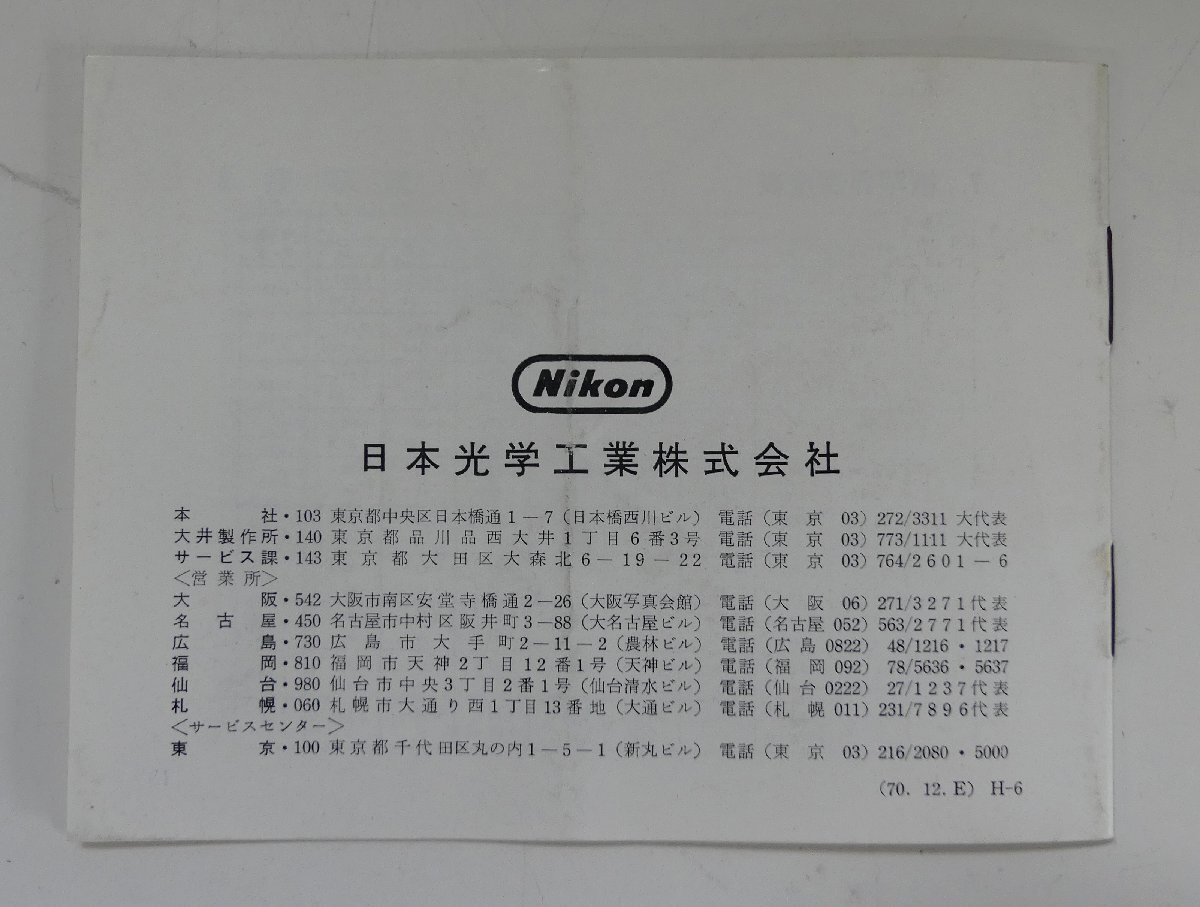 Nikon
日本光学工業株式会社
本社・103 東京都中央区日本橋通1-7(日本橋西川ビル) 電話(東京 03) 272/3311 大代表
大井製作所・140 東京都品川品西大井1丁目6番3号 電話(東京 03) 773/1111 大代表
サービス課・143 東京都大田区大森北6-19-22 電話(東京 03) 764/2601-6
<営業所>
大阪・542 大阪市南区安堂寺橋通2-26(大阪写真会館) 電話(大阪 06) 271/3271代表
名古屋・450 名古屋市中村区阪井町3-88(大名古屋ビル) 電話(名古屋 052) 563/2771代表
広島・730 広島市大手町2-11-2(農林ビル) 電話(広島 0822) 48/1216・1217
福岡・810 福岡市天神2丁目12番1号(天神ビル) 電話(福岡 092) 78/5636・5637
仙台・980 仙台市中央3丁目2番1号(仙台清水ビル) 電話(仙台 0222) 27/1237代表
札幌・060 札幌市大通り西1丁目13番地(大通ビル) 電話(札幌 011) 231/7896代表
<サービスセンター>
東京・100 東京都千代田区丸の内1-5-1(新丸ビル) 電話(東京 03) 216/2080・5000
(70. 12. E) H-6